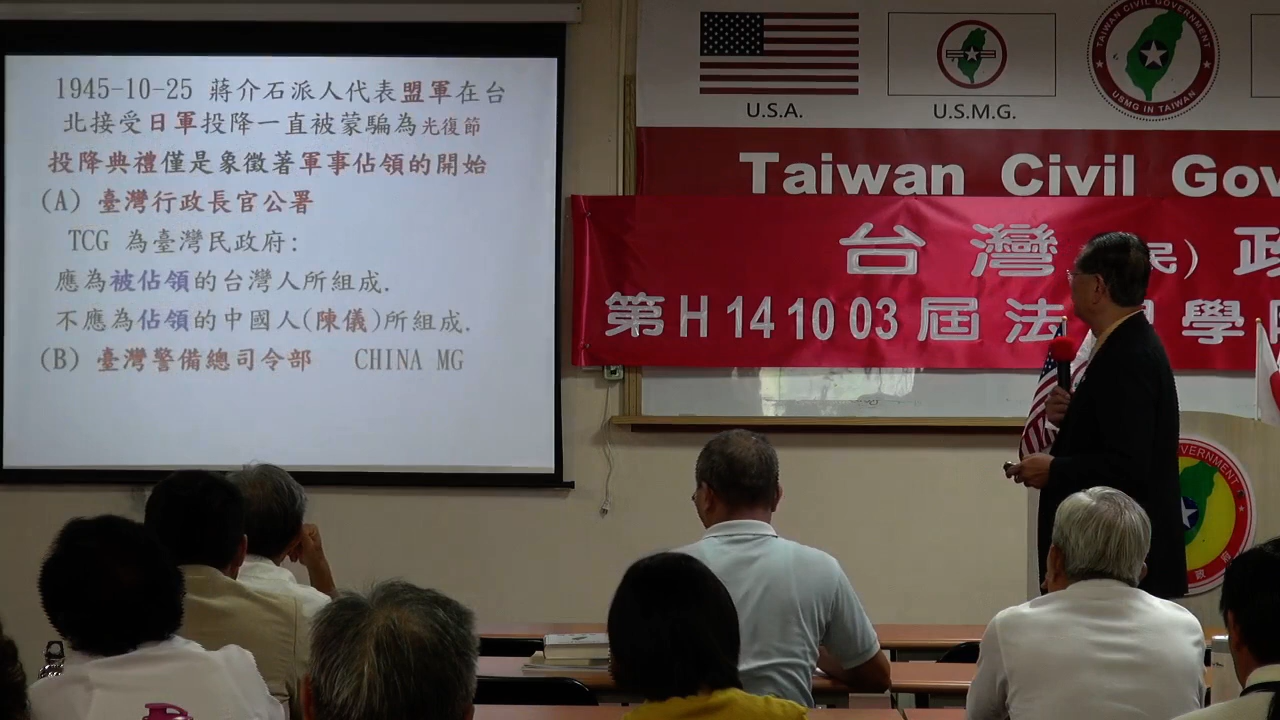 1945-10-25 蔣介石派人代表盟軍在台
北接受日軍投降一直被蒙騙為光復節
投降典禮僅是象徵著軍事佔領的開始
(A) 臺灣行政長官公署
TCG 為臺灣民政府:
應為被佔領的台灣人所組成.
不應為佔領的中國人(陳儀)所組成.
(B) 臺灣警備總司令部 CHINA MG
U.S.A.
U.S.M.G.
TAIWAN CIVIL GOVERNMENT
USMG IN TAIWAN
Taiwan Civil Gov
台灣(民)政
第H 14 10 03 屆法 學
GOVERNMENT
政府